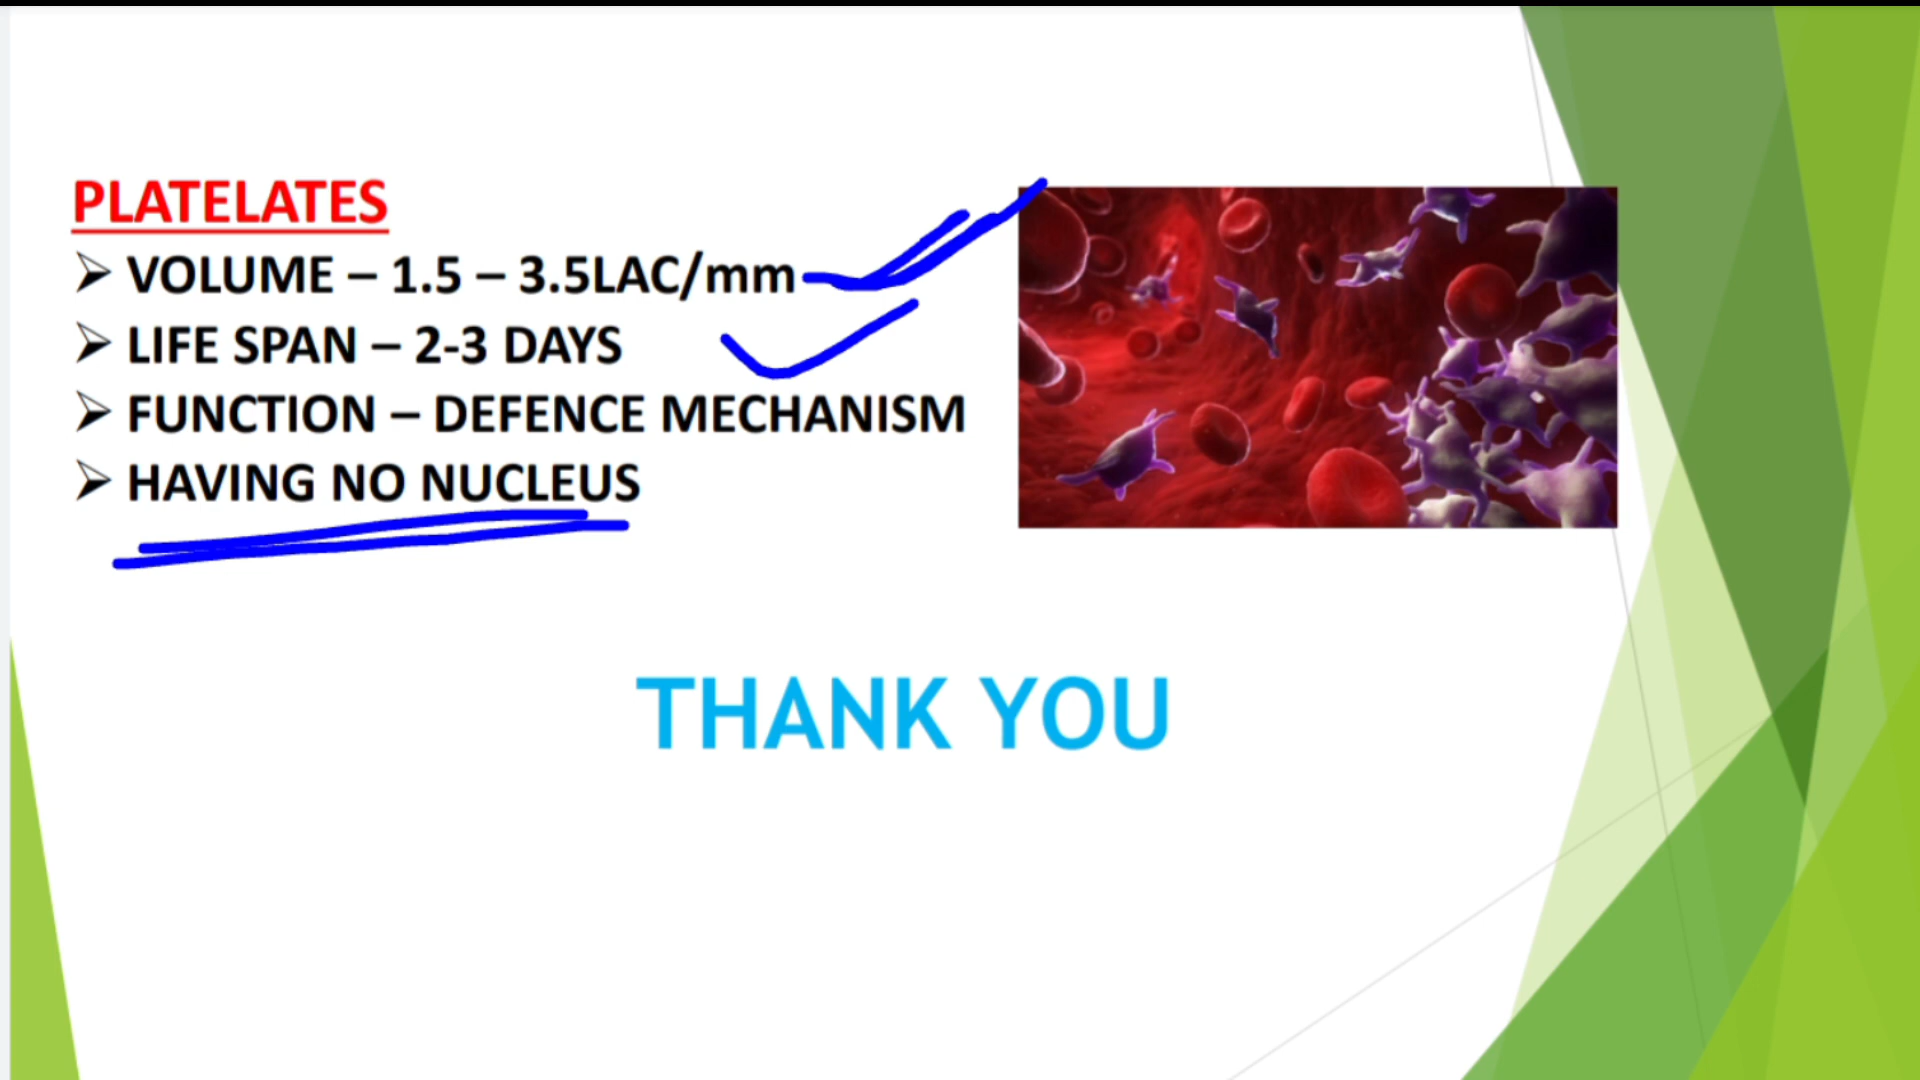 PLATELATES
➢ VOLUME – 1.5 – 3.5LAC/mm
➢ LIFE SPAN – 2-3 DAYS
➢ FUNCTION – DEFENCE MECHANISM
➢ HAVING NO NUCLEUS
THANK YOU